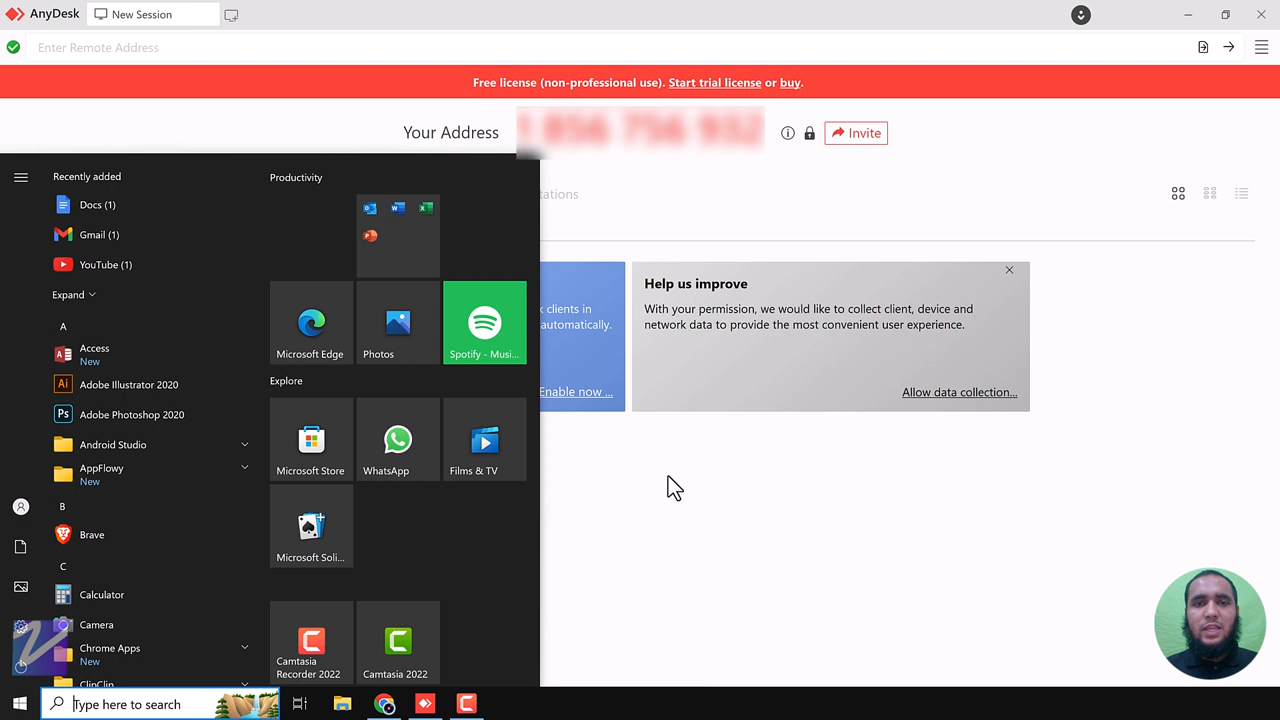 AnyDesk
New Session
Enter Remote Address
Free license (non-professional use). Start trial license or buy.
Your Address
Invite
tations
clients in
automatically.
Enable now ...
Help us improve
With your permission, we would like to collect client, device and
network data to provide the most convenient user experience.
Allow data collection...
Recently added
Docs (1)
Gmail (1)
YouTube (1)
Expand
A
Access
New
Adobe Illustrator 2020
Adobe Photoshop 2020
Android Studio
AppFlowy
New
B
Brave
C
Calculator
Camera
Chrome Apps
New
ClipClip
Productivity
Microsoft Edge
Photos
Spotify - Musi...
Explore
Microsoft Store
WhatsApp
Films & TV
Microsoft Soli...
Camtasia
Recorder 2022
Camtasia 2022
Type here to search